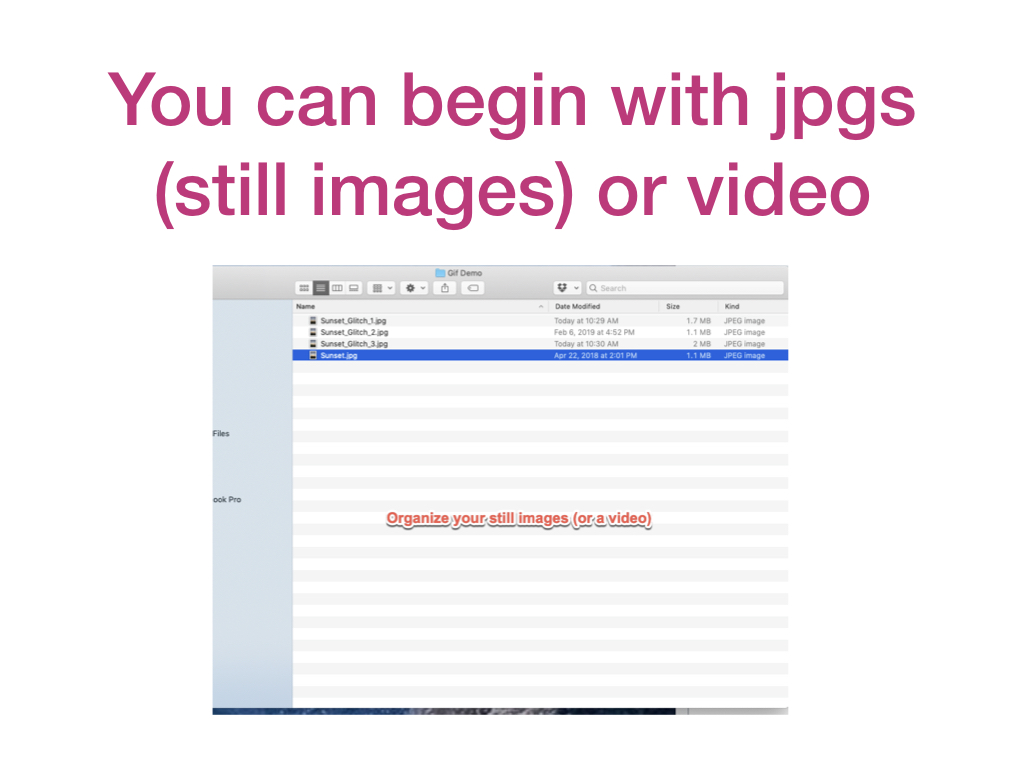 You can begin with jpgs
(still images) or video
Gif Demo
Search
Name Date Modified Size Kind
Sunset_Glitch_1.jpg Today at 10:29 AM 1.7 MB JPEG image
Sunset_Glitch_2.jpg Feb 6, 2019 at 4:52 PM 1.1 MB JPEG image
Sunset_Glitch_3.jpg Today at 10:30 AM 2 MB JPEG image
Sunset.jpg Apr 22, 2018 at 2:01 PM 1.1 MB JPEG image
Files
ook Pro
Organize your still images (or a video)